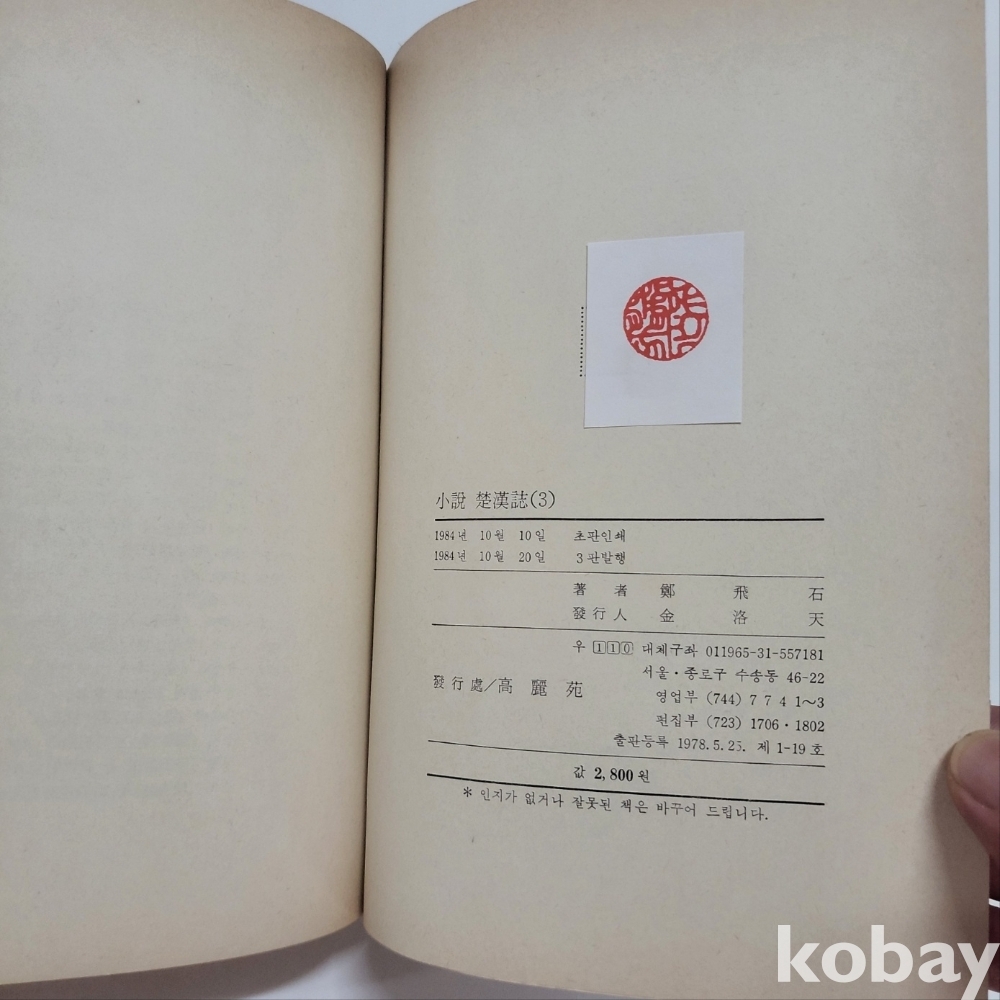 小說 楚漢誌(3)
1984년 10월 10일 초판인쇄
1984년 10월 20일 3판발행
著者 鄭飛石
發行人 金洛天
發行處/高麗苑
우 110 대체구좌 011965-31-557181
서울·종로구 수송동 46-22
영업부 (744) 7 7 4 1~3
편집부 (723) 1706·1802
출판등록 1978.5.25. 제 1-19호
값 2,800원
* 인지가 없거나 잘못된 책은 바꾸어 드립니다.
kobay